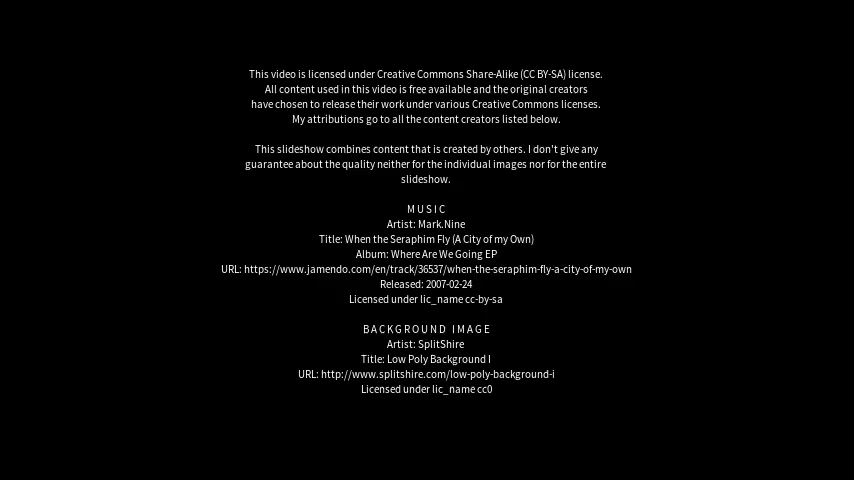 This video is licensed under Creative Commons Share-Alike (CC BY-SA) license.
All content used in this video is free available and the original creators
have chosen to release their work under various Creative Commons licenses.
My attributions go to all the content creators listed below.
This slideshow combines content that is created by others. I don't give any
guarantee about the quality neither for the individual images nor for the entire
slideshow.
MUSIC
Artist: Mark.Nine
Title: When the Seraphim Fly (A City of my Own)
Album: Where Are We Going EP
URL: https://www.jamendo.com/en/track/36537/when-the-seraphim-fly-a-city-of-my-own
Released: 2007-02-24
Licensed under lic_name cc-by-sa
BACKGROUND IMAGE
Artist: SplitShire
Title: Low Poly Background I
URL: http://www.splitshire.com/low-poly-background-i
Licensed under lic_name cc0